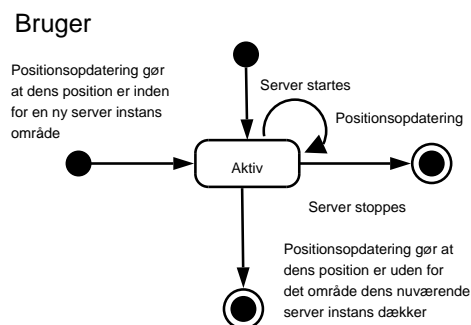 Bruger
Positionsopdatering gør
at dens position er inden
for en ny server instans
område
Server startes
Positionsopdatering
Aktiv
Server stoppes
Positionsopdatering gør at
dens position er uden for
det område dens nuværende
server instans dækker